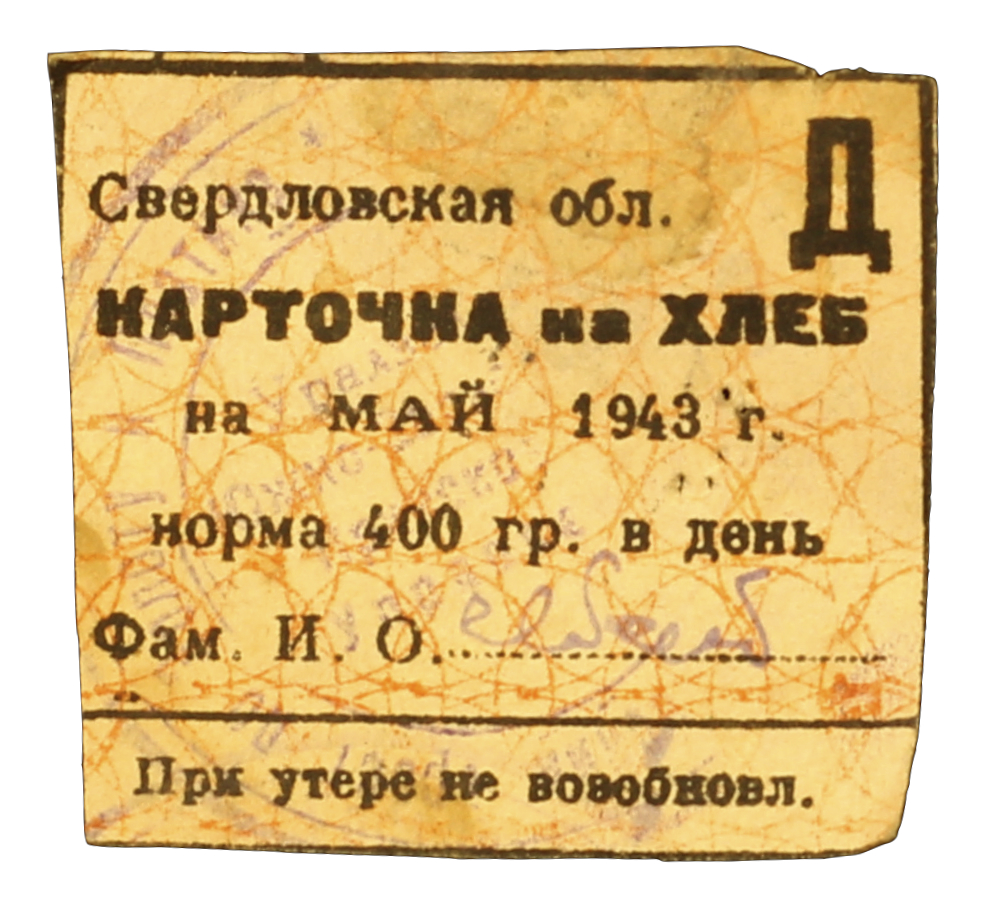 Д
Свердловская обл.
КАРТОЧКА на ХЛЕБ
на МАЙ 1943 г.
норма 400 гр. в день
Фам. И. О.
При утере не возобновл.